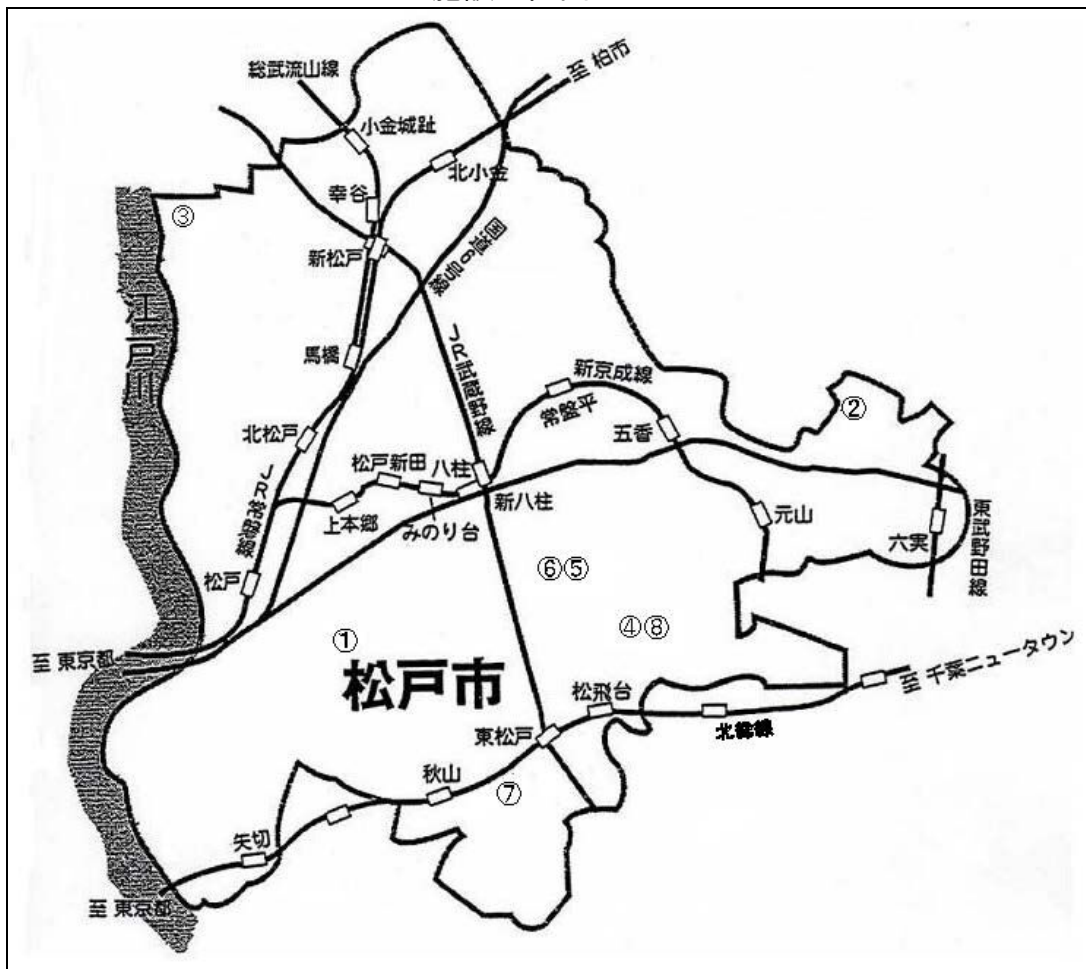 総武流山線
至 柏市
小金城趾
北小金
幸谷
③
国道6号線
新松戸
江戸川
馬橋
JR武蔵野線
新京成線
常盤平
②
五香
北松戸
松戸新田
八柱
新八柱
みのり台
上本郷
元山
六実
東武野田線
JR常磐線
松戸
⑥⑤
④⑧
①
松戸市
至 東京都
至 千葉ニュータウン
松飛台
北総線
東松戸
秋山
⑦
矢切
至 東京都